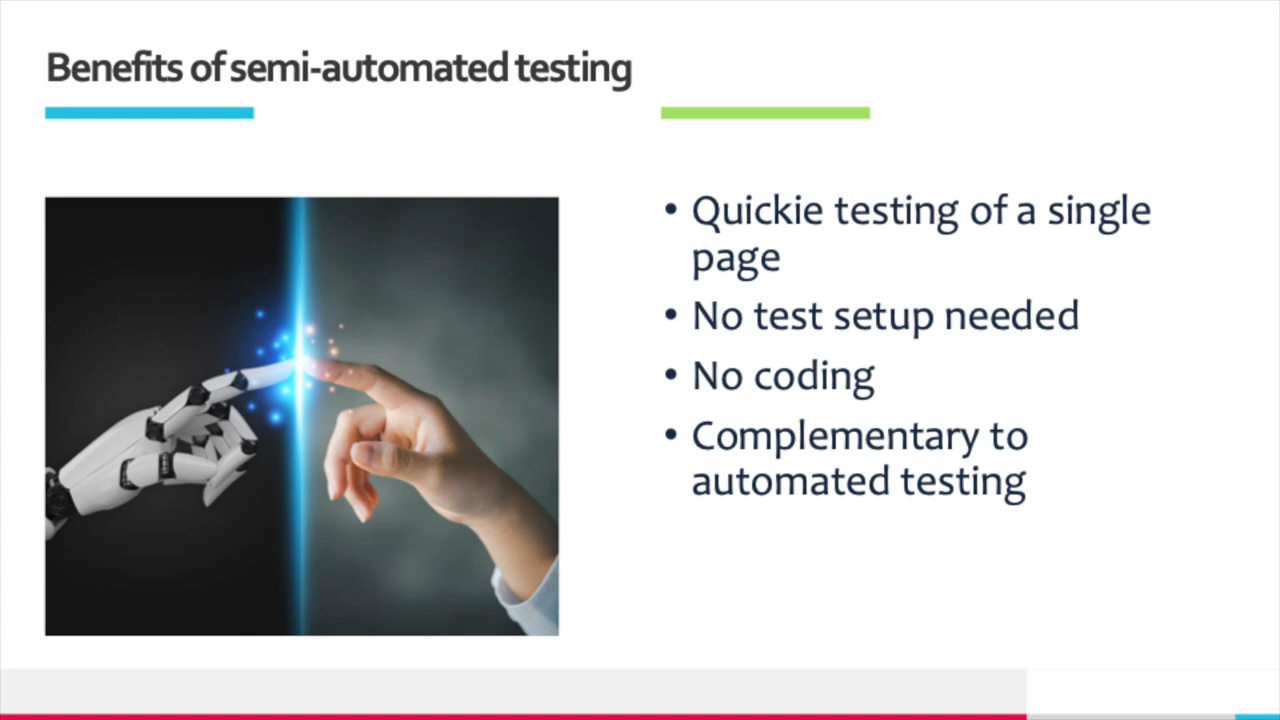 Benefits of semi-automated testing
• Quickie testing of a single
page
• No test setup needed
• No coding
• Complementary to
automated testing